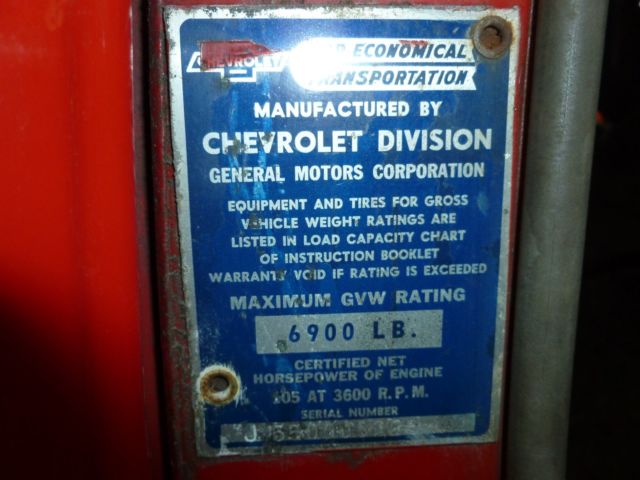 CHEVROLET
ECONOMICAL
TRANSPORTATION
MANUFACTURED BY
CHEVROLET DIVISION
GENERAL MOTORS CORPORATION
EQUIPMENT AND TIRES FOR GROSS
VEHICLE WEIGHT RATINGS ARE
LISTED IN LOAD CAPACITY CHART
OF INSTRUCTION BOOKLET
WARRANTY VOID IF RATING IS EXCEEDED
MAXIMUM GVW RATING
6900 LB.
CERTIFIED NET
HORSEPOWER OF ENGINE
105 AT 3600 R.P.M.
SERIAL NUMBER